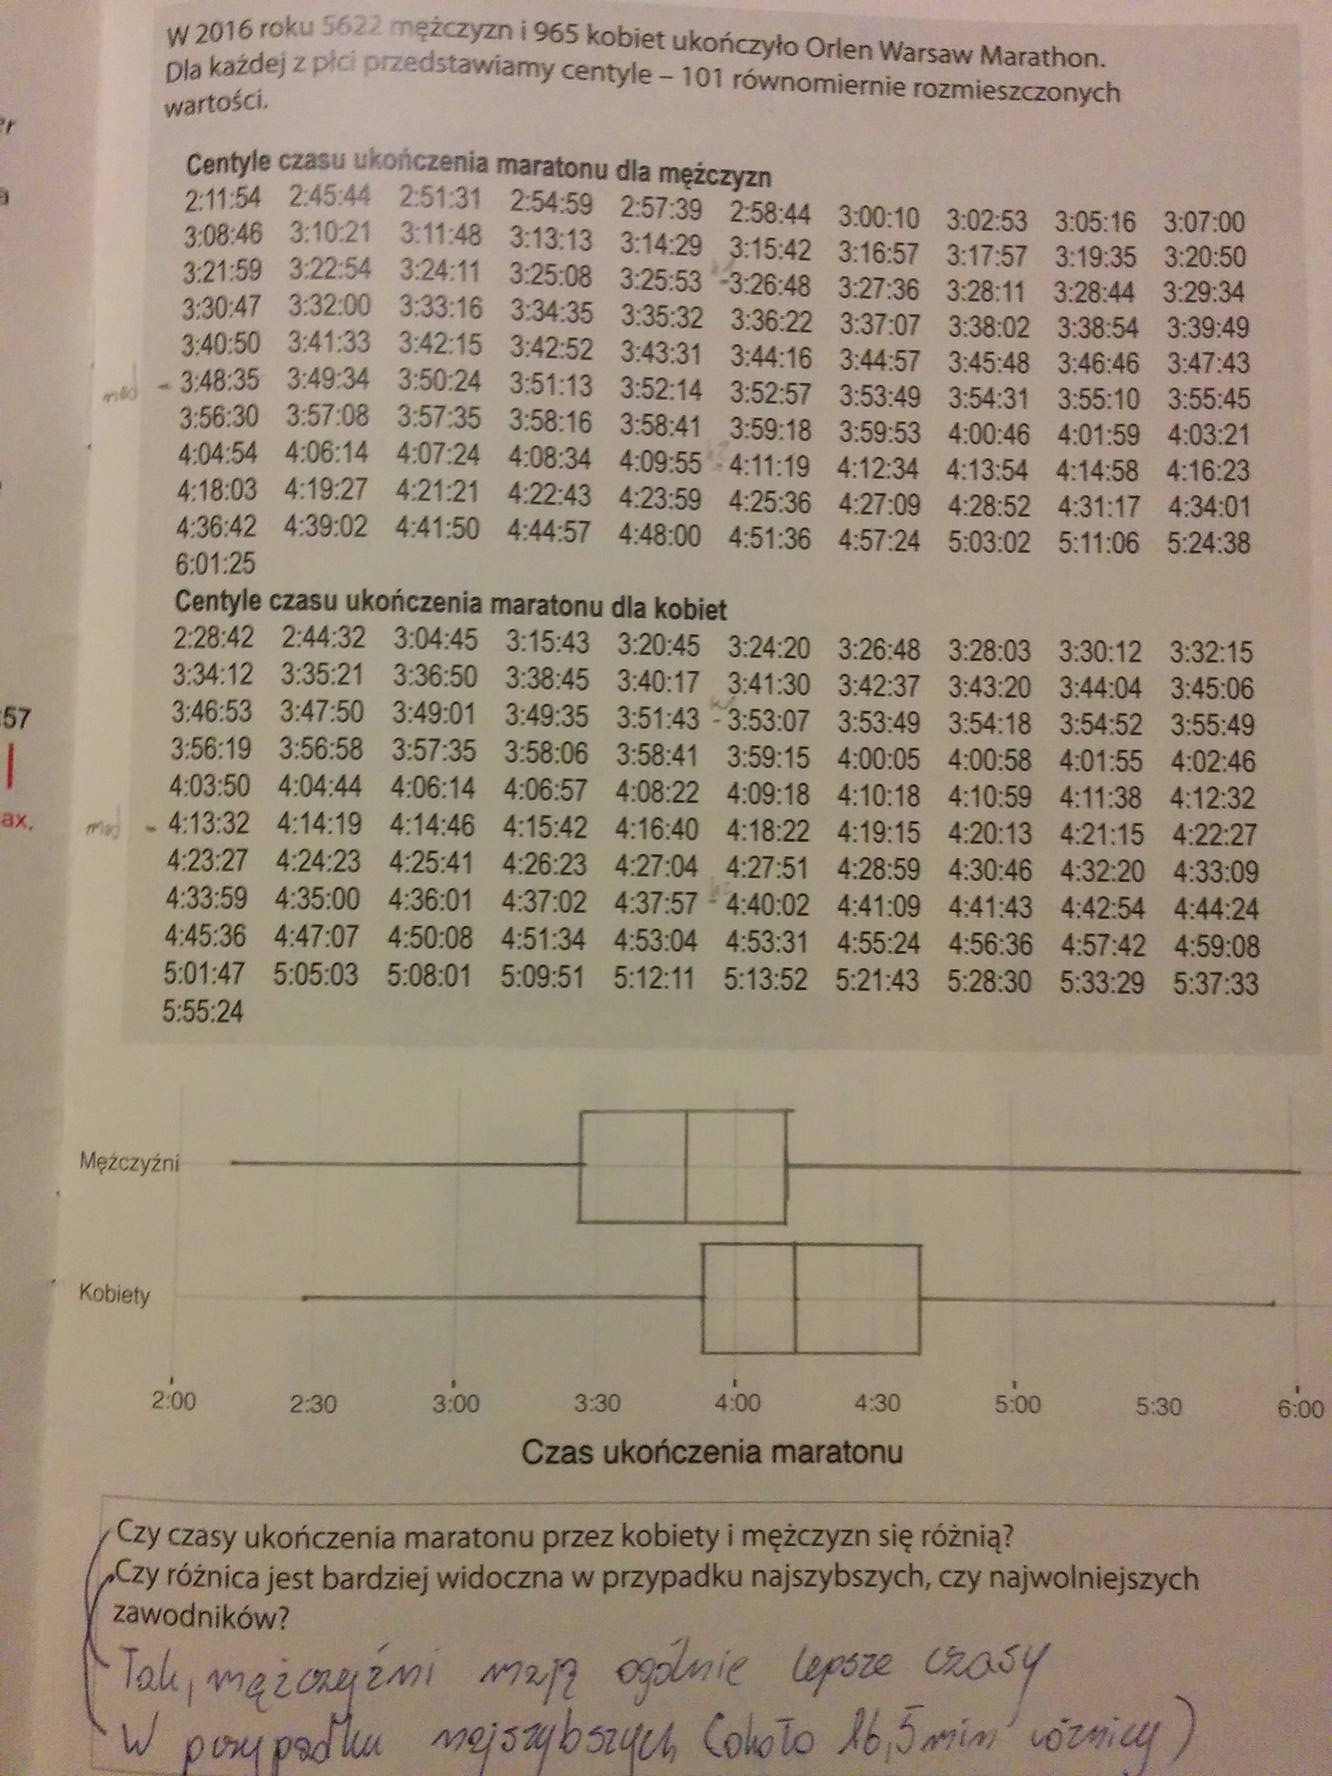 W 2016 roku 5622 mężczyzn i 965 kobiet ukończyło Orlen Warsaw Marathon.
Dla każdej z płci przedstawiamy centyle – 101 równomiernie rozmieszczonych
wartości.
er
a
Centyle czasu ukończenia maratonu dla mężczyzn
2:11:54 2:45:44 2:51:31 2:54:59 2:57:39 2:58:44 3:00:10 3:02:53 3:05:16 3:07:00
3:08:46 3:10:21 3:11:48 3:13:13 3:14:29 3:15:42 3:16:57 3:17:57 3:19:35 3:20:50
3:21:59 3:22:54 3:24:11 3:25:08 3:25:53 -3:26:48 3:27:36 3:28:11 3:28:44 3:29:34
3:30:47 3:32:00 3:33:16 3:34:35 3:35:32 3:36:22 3:37:07 3:38:02 3:38:54 3:39:49
3:40:50 3:41:33 3:42:15 3:42:52 3:43:31 3:44:16 3:44:57 3:45:48 3:46:46 3:47:43
med - 3:48:35 3:49:34 3:50:24 3:51:13 3:52:14 3:52:57 3:53:49 3:54:31 3:55:10 3:55:45
3:56:30 3:57:08 3:57:35 3:58:16 3:58:41 3:59:18 3:59:53 4:00:46 4:01:59 4:03:21
4:04:54 4:06:14 4:07:24 4:08:34 4:09:55 - 4:11:19 4:12:34 4:13:54 4:14:58 4:16:23
4:18:03 4:19:27 4:21:21 4:22:43 4:23:59 4:25:36 4:27:09 4:28:52 4:31:17 4:34:01
4:36:42 4:39:02 4:41:50 4:44:57 4:48:00 4:51:36 4:57:24 5:03:02 5:11:06 5:24:38
6:01:25
Centyle czasu ukończenia maratonu dla kobiet
2:28:42 2:44:32 3:04:45 3:15:43 3:20:45 3:24:20 3:26:48 3:28:03 3:30:12 3:32:15
3:34:12 3:35:21 3:36:50 3:38:45 3:40:17 3:41:30 3:42:37 3:43:20 3:44:04 3:45:06
:57 3:46:53 3:47:50 3:49:01 3:49:35 3:51:43 - 3:53:07 3:53:49 3:54:18 3:54:52 3:55:49
3:56:19 3:56:58 3:57:35 3:58:06 3:58:41 3:59:15 4:00:05 4:00:58 4:01:55 4:02:46
4:03:50 4:04:44 4:06:14 4:06:57 4:08:22 4:09:18 4:10:18 4:10:59 4:11:38 4:12:32
ax, med - 4:13:32 4:14:19 4:14:46 4:15:42 4:16:40 4:18:22 4:19:15 4:20:13 4:21:15 4:22:27
4:23:27 4:24:23 4:25:41 4:26:23 4:27:04 4:27:51 4:28:59 4:30:46 4:32:20 4:33:09
4:33:59 4:35:00 4:36:01 4:37:02 4:37:57 - 4:40:02 4:41:09 4:41:43 4:42:54 4:44:24
4:45:36 4:47:07 4:50:08 4:51:34 4:53:04 4:53:31 4:55:24 4:56:36 4:57:42 4:59:08
5:01:47 5:05:03 5:08:01 5:09:51 5:12:11 5:13:52 5:21:43 5:28:30 5:33:29 5:37:33
5:55:24
Mężczyźni
Kobiety
2:00 2:30 3:00 3:30 4:00 4:30 5:00 5:30 6:00
Czas ukończenia maratonu
Czy czasy ukończenia maratonu przez kobiety i mężczyzn się różnią?
Czy różnica jest bardziej widoczna w przypadku najszybszych, czy najwolniejszych
zawodników?
Tak, mążczyźni mają ogólnie lepsze czasy
W przypadku najszybszych (około 16,5 min różnicy)